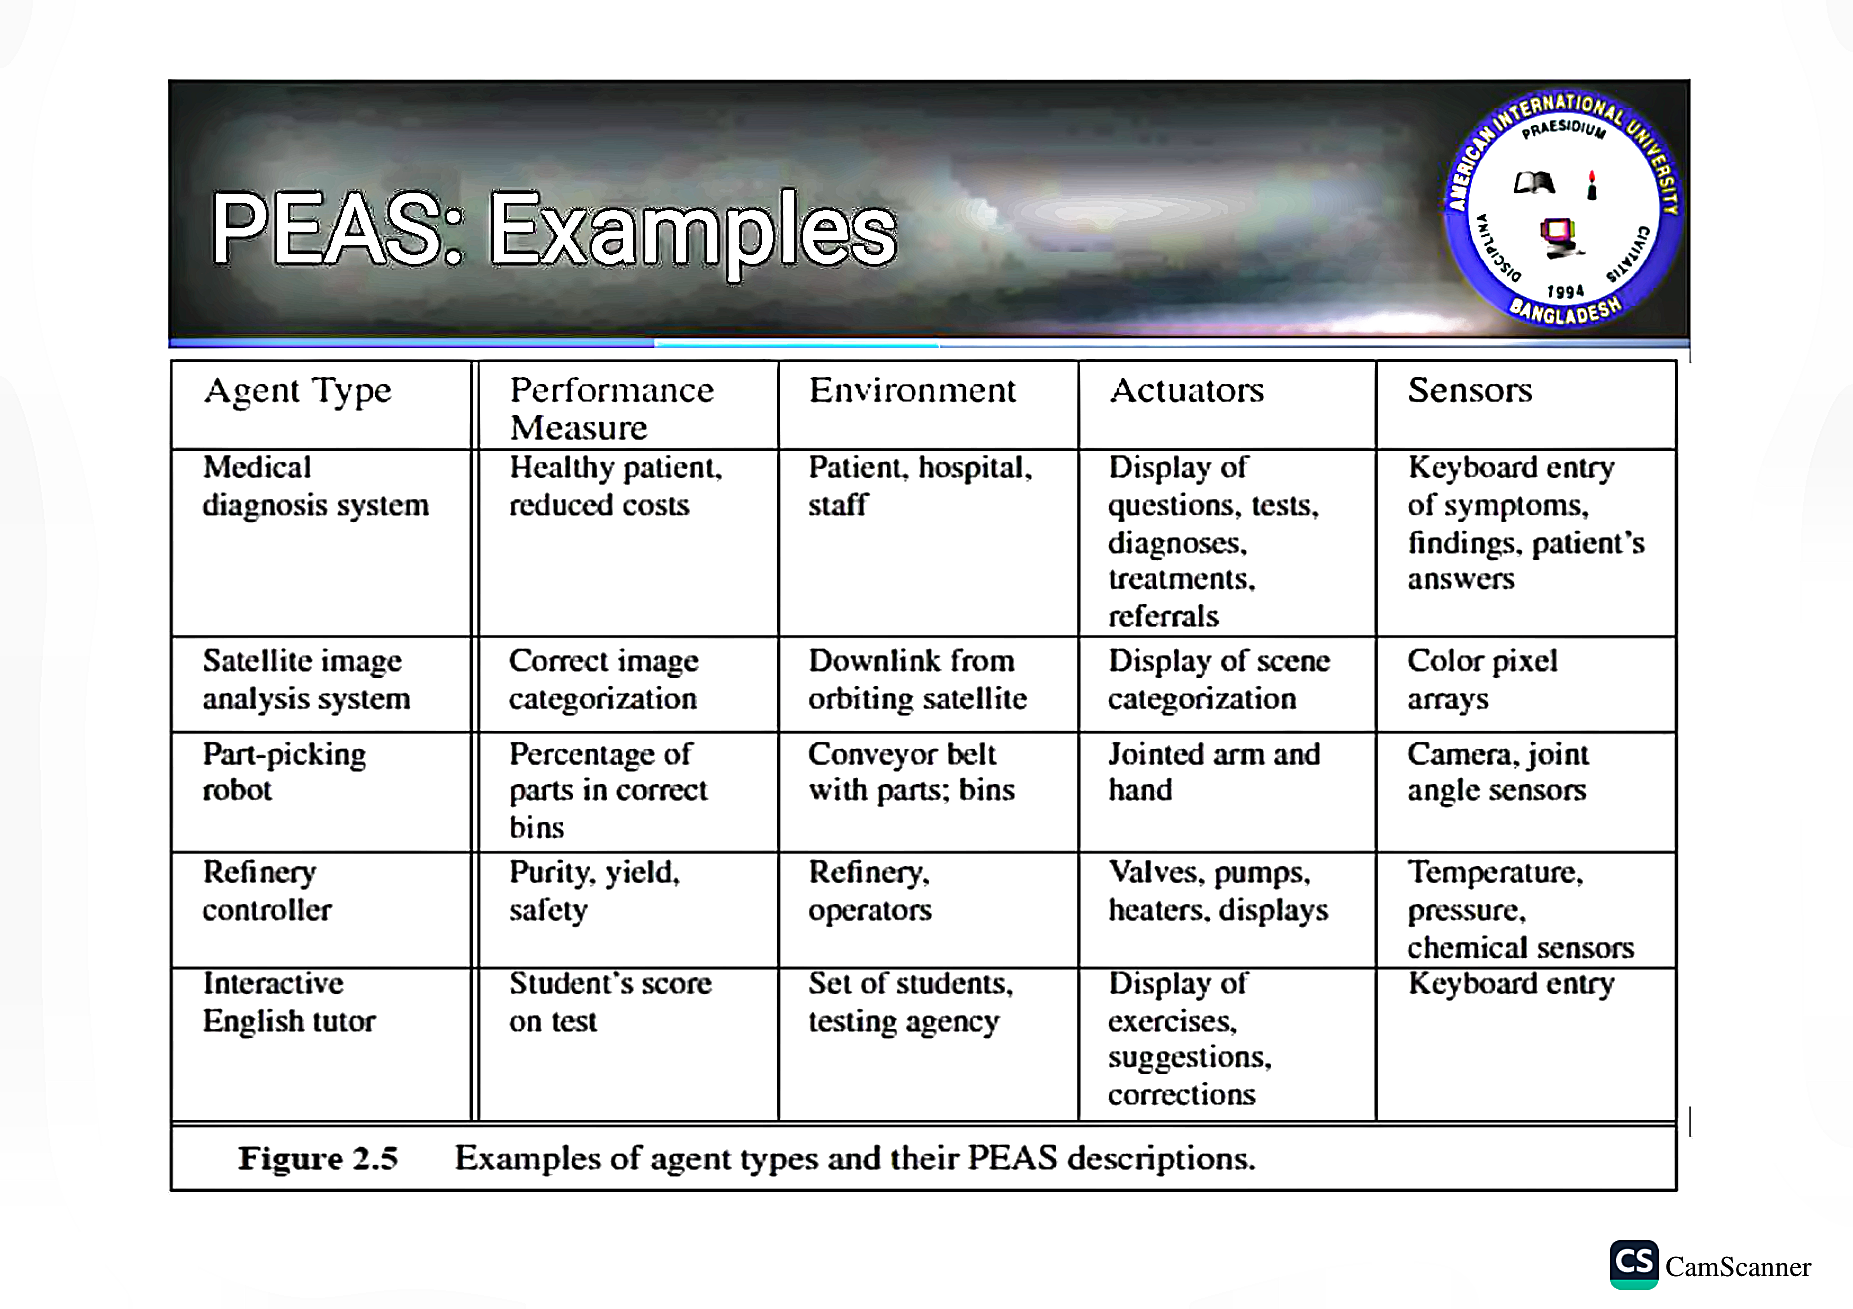 PEAS: Examples
AMERICAN INTERNATIONAL UNIVERSITY
PRAESIDIUM
DISCIPLINA
CIVITATIS
1994
BANGLADESH
Agent Type
Performance
Measure
Environment
Actuators
Sensors
Medical
diagnosis system
Healthy patient,
reduced costs
Patient, hospital,
staff
Display of
questions, tests,
diagnoses,
treatments,
referrals
Keyboard entry
of symptoms,
findings, patient's
answers
Satellite image
analysis system
Correct image
categorization
Downlink from
orbiting satellite
Display of scene
categorization
Color pixel
arrays
Part-picking
robot
Percentage of
parts in correct
bins
Conveyor belt
with parts; bins
Jointed arm and
hand
Camera, joint
angle sensors
Refinery
controller
Purity, yield,
safety
Refinery,
operators
Valves, pumps,
heaters, displays
Temperature,
pressure,
chemical sensors
Interactive
English tutor
Student's score
on test
Set of students,
testing agency
Display of
exercises,
suggestions,
corrections
Keyboard entry
Figure 2.5 Examples of agent types and their PEAS descriptions.
CS CamScanner